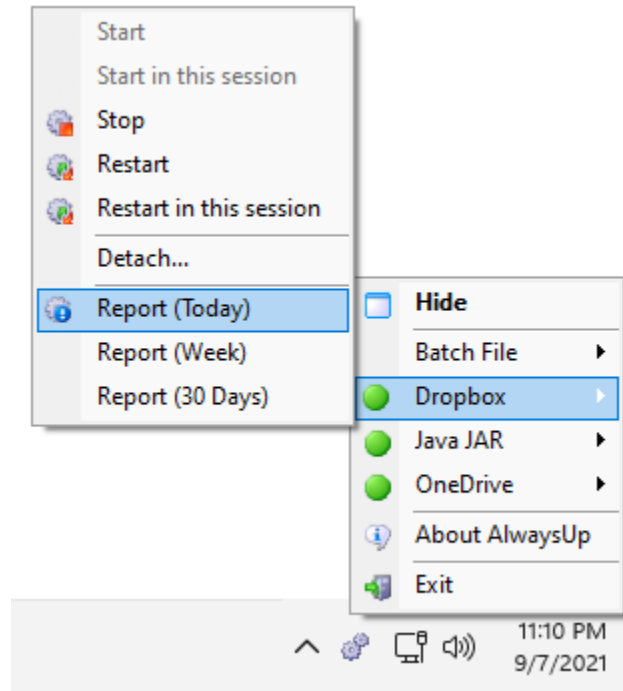 Start
Start in this session
Stop
Restart
Restart in this session
Detach...
Report (Today)
Report (Week)
Report (30 Days)
Hide
Batch File
Dropbox
Java JAR
OneDrive
About AlwaysUp
Exit
11:10 PM
9/7/2021